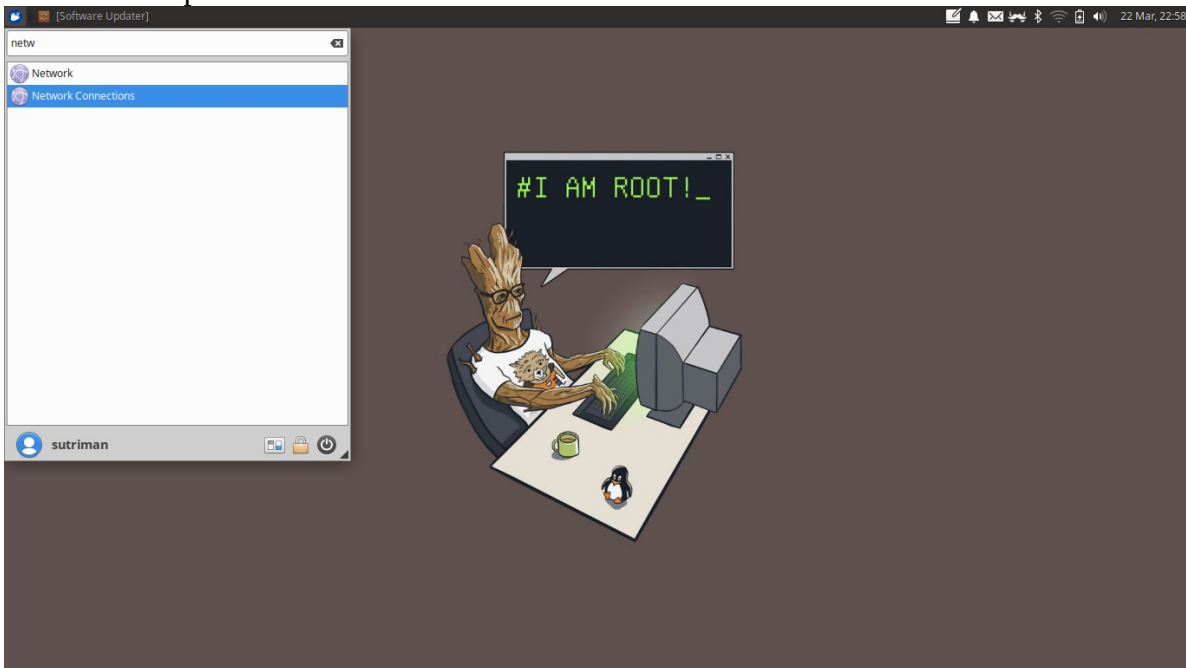 [Software Updater]
22 Mar, 22:58
netw
Network
Network Connections
#I AM ROOT!_
sutriman